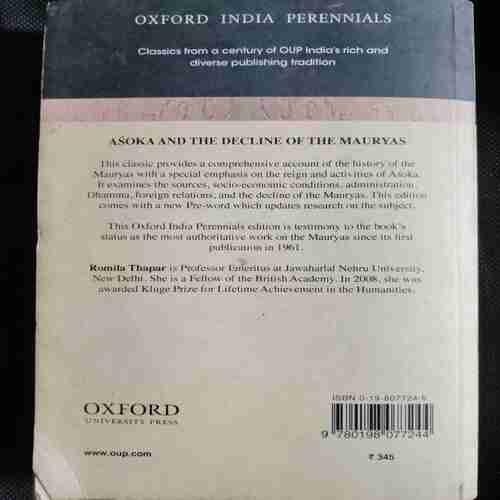 OXFORD INDIA PERENNIALS
Classics from a century of OUP India's rich and
diverse publishing tradition
AŚOKA AND THE DECLINE OF THE MAURYAS
This classic provides a comprehensive account of the history of the
Mauryas with a special emphasis on the reign and activities of Aśoka.
It examines the sources, socio-economic conditions, administration,
Dhamma, foreign relations, and the decline of the Mauryas. This edition
comes with a new Pre-word which updates research on the subject.
This Oxford India Perennials edition is testimony to the book's
status as the most authoritative work on the Mauryas since its first
publication in 1961.
Romila Thapar is Professor Emeritus at Jawaharlal Nehru University,
New Delhi. She is a Fellow of the British Academy. In 2008, she was
awarded Kluge Prize for Lifetime Achievement in the Humanities.
ISBN 0-19-807724-5
9 780198 077244
OXFORD
UNIVERSITY PRESS
www.oup.com
₹ 345